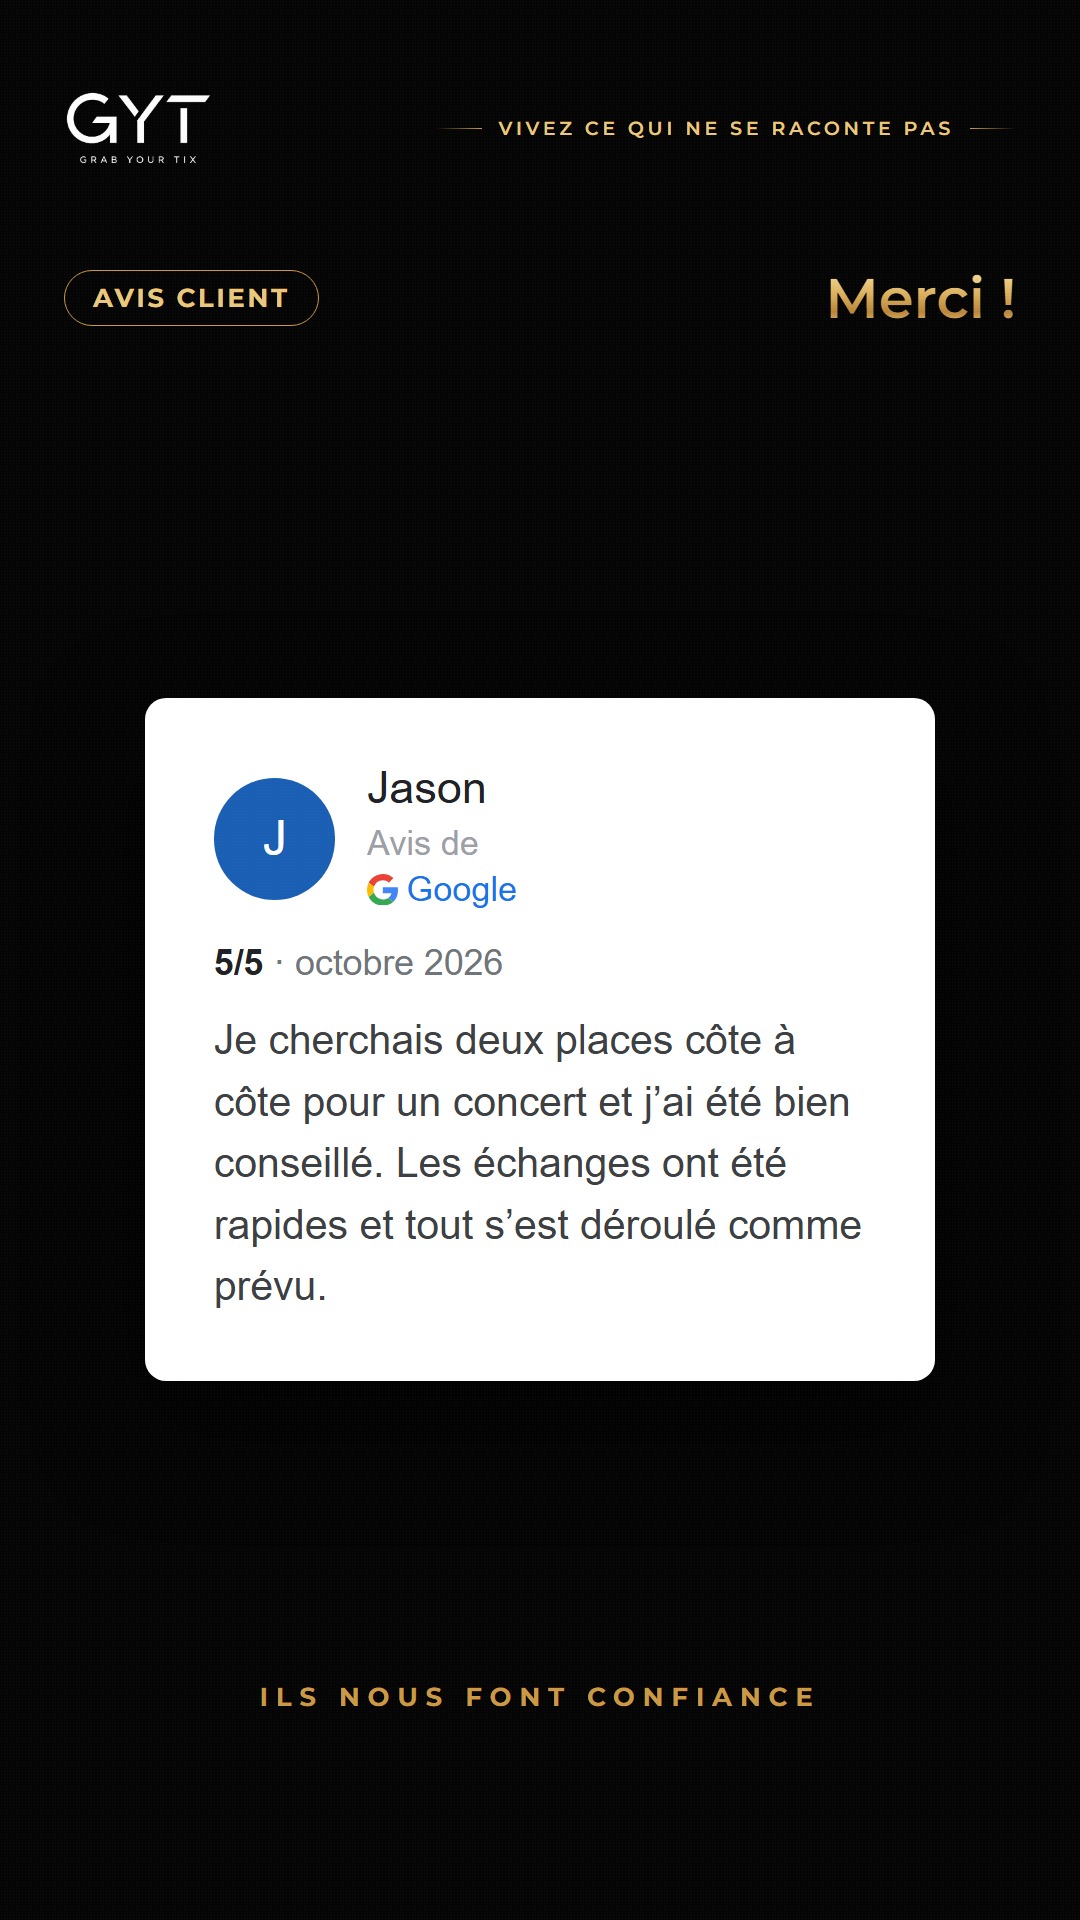 GYT
GRAB YOUR TIX
VIVEZ CE QUI NE SE RACONTE PAS
AVIS CLIENT
Merci !
J
Jason
Avis de
Google
5/5 · octobre 2026
Je cherchais deux places côte à
côte pour un concert et j’ai été bien
conseillé. Les échanges ont été
rapides et tout s’est déroulé comme
prévu.
ILS NOUS FONT CONFIANCE